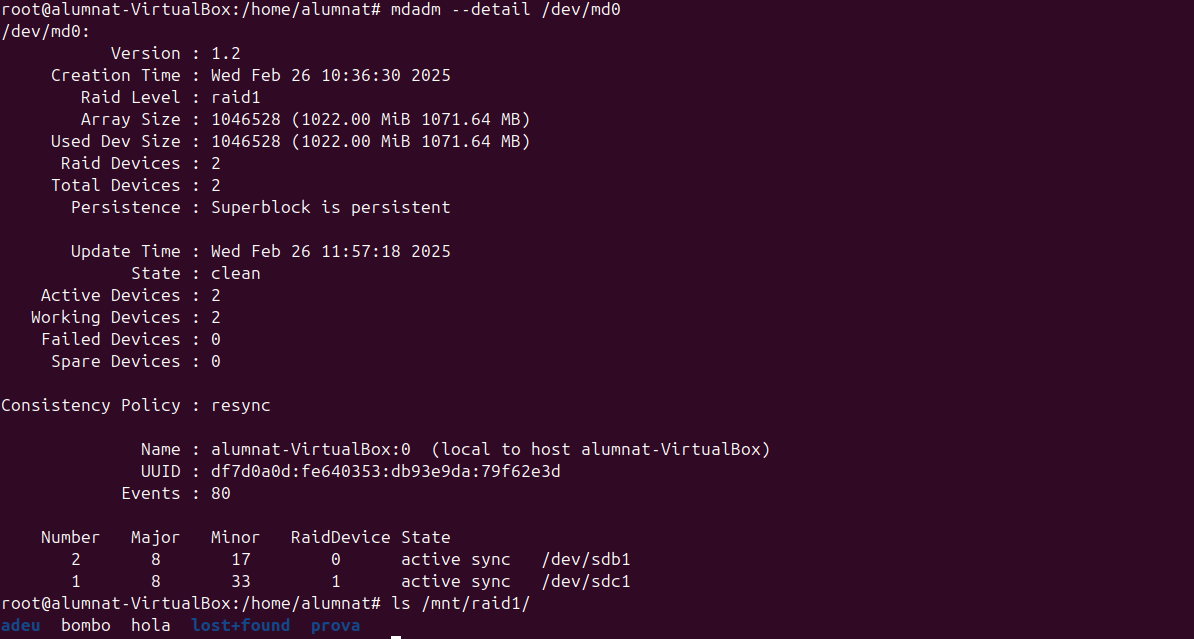 root@alumnat-VirtualBox:/home/alumnat# mdadm --detail /dev/md0
/dev/md0:
           Version : 1.2
     Creation Time : Wed Feb 26 10:36:30 2025
        Raid Level : raid1
        Array Size : 1046528 (1022.00 MiB 1071.64 MB)
     Used Dev Size : 1046528 (1022.00 MiB 1071.64 MB)
      Raid Devices : 2
     Total Devices : 2
       Persistence : Superblock is persistent

       Update Time : Wed Feb 26 11:57:18 2025
             State : clean
    Active Devices : 2
   Working Devices : 2
    Failed Devices : 0
     Spare Devices : 0

Consistency Policy : resync

              Name : alumnat-VirtualBox:0  (local to host alumnat-VirtualBox)
              UUID : df7d0a0d:fe640353:db93e9da:79f62e3d
            Events : 80

    Number   Major   Minor   RaidDevice State
       2       8       17        0      active sync   /dev/sdb1
       1       8       33        1      active sync   /dev/sdc1
root@alumnat-VirtualBox:/home/alumnat# ls /mnt/raid1/
adeu  bombo  hola  lost+found  prova